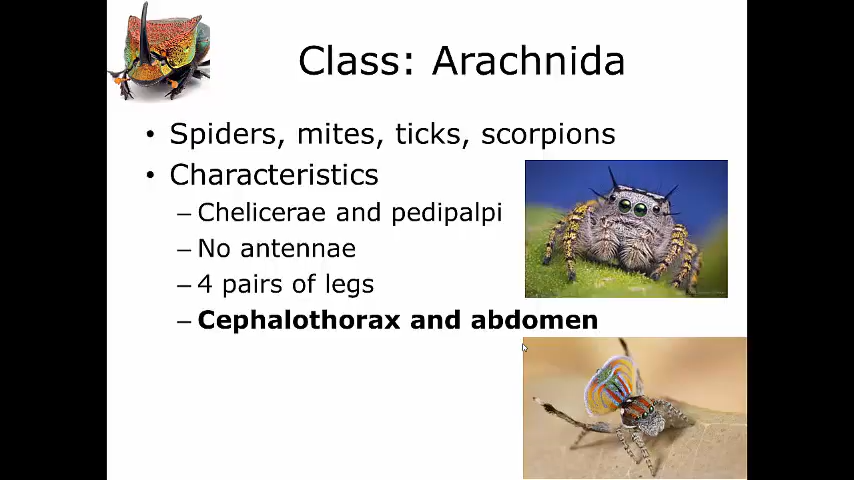 Class: Arachnida
• Spiders, mites, ticks, scorpions
• Characteristics
– Chelicerae and pedipalpi
– No antennae
– 4 pairs of legs
– Cephalothorax and abdomen